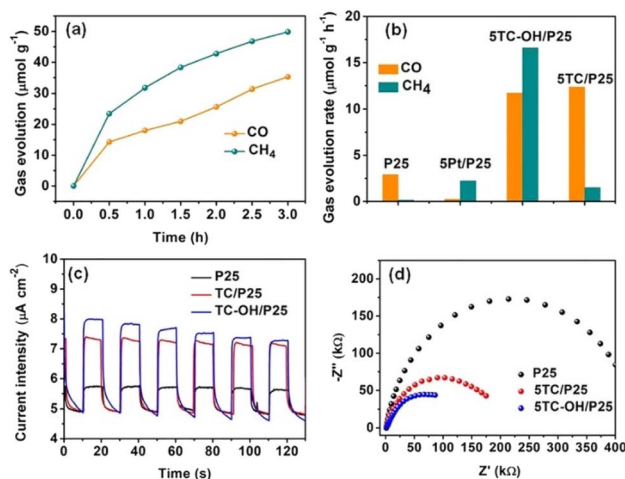 (a)
Gas evolution (μmol g⁻¹)
50
40
30
20
10
0
CO
CH₄
0.0 0.5 1.0 1.5 2.0 2.5 3.0
Time (h)
(b)
Gas evolution rate (μmol g⁻¹ h⁻¹)
20
15
10
5
0
CO
CH₄
P25
5Pt/P25
5TC-OH/P25
5TC/P25
(c)
Cuĭrrent intensity (μA cm⁻²)
11
10
9
8
7
6
5
4
P25
TC/P25
TC-OH/P25
0 20 40 60 80 100 120
Time (s)
(d)
-Z'' (kΩ)
200
150
100
50
0
P25
5TC/P25
5TC-OH/P25
0 50 100 150 200 250 300 350 400
Z' (kΩ)